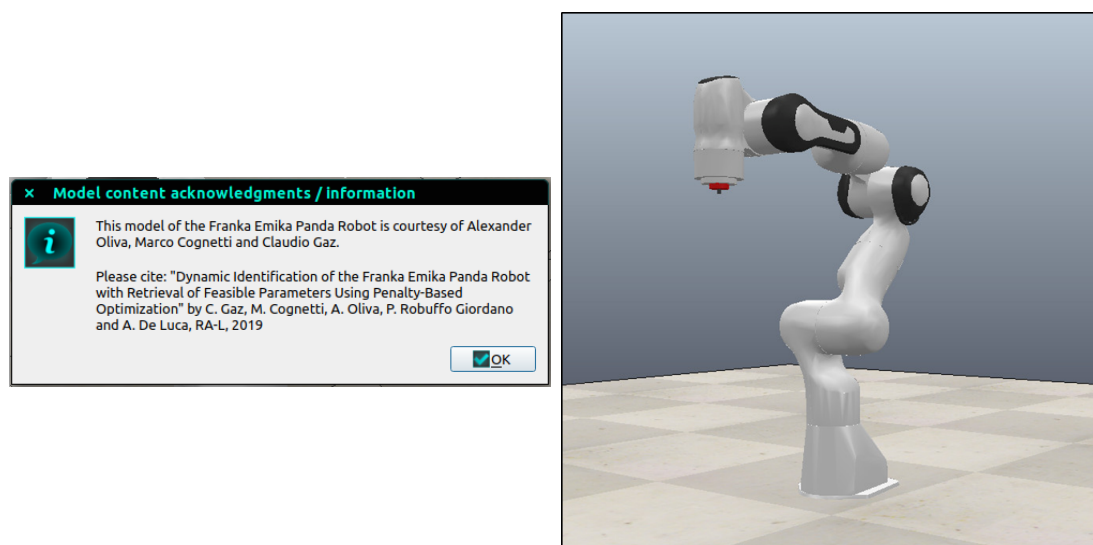 × Model content acknowledgments / information
This model of the Franka Emika Panda Robot is courtesy of Alexander
Oliva, Marco Cognetti and Claudio Gaz.
Please cite: "Dynamic Identification of the Franka Emika Panda Robot
with Retrieval of Feasible Parameters Using Penalty-Based
Optimization" by C. Gaz, M. Cognetti, A. Oliva, P. Robuffo Giordano
and A. De Luca, RA-L, 2019
OK